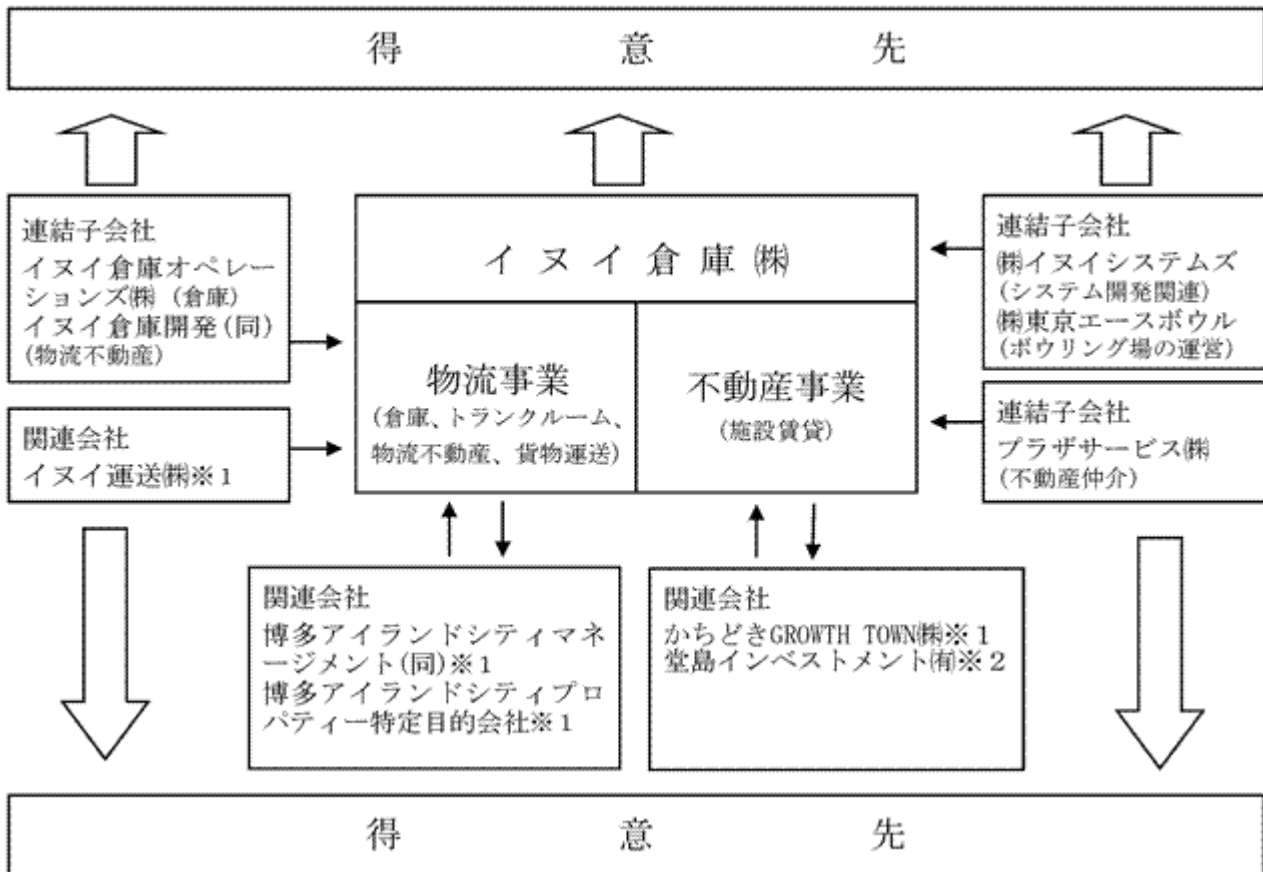 得意先
連結子会社
イヌイ倉庫オペレー
ションズ㈱（倉庫）
イヌイ倉庫開発(同)
(物流不動産)
関連会社
イヌイ運送㈱※1
イヌイ倉庫㈱
物流事業
(倉庫、トランクルーム、
物流不動産、貨物運送)
不動産事業
(施設賃貸)
連結子会社
㈱イヌイシステムズ
(システム開発関連)
㈱東京エースボウル
(ボウリング場の運営)
連結子会社
プラザサービス㈱
(不動産仲介)
関連会社
博多アイランドシティマネ
ージメント(同)※1
博多アイランドシティプロ
パティー特定目的会社※1
関連会社
かちどきGROWTH TOWN㈱※1
堂島インベストメント㈲※2
得意先